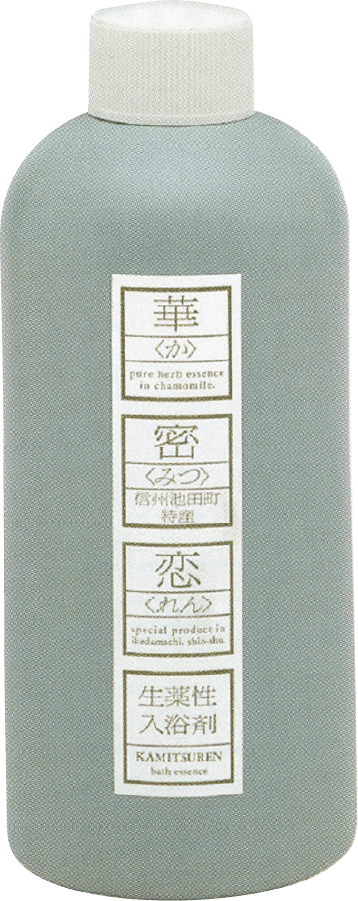 華
〈か〉
pure herb essence
in chamomile.
密
〈みつ〉
信州池田町
特産
恋
〈れん〉
special product in
ikedamachi, shin-shu.
生薬性
入浴剤
KAMITSUREN
bath essence